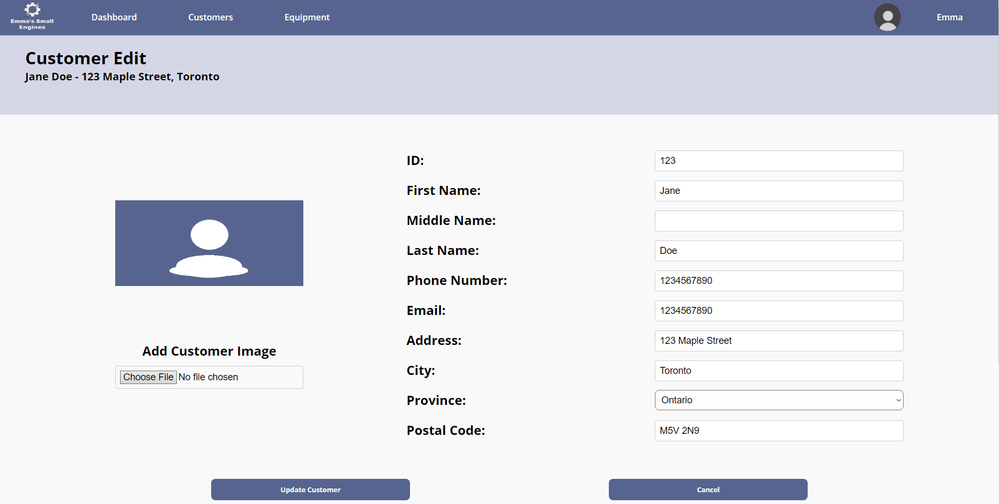 Emma's Small
Engines
Dashboard
Customers
Equipment
Emma
Customer Edit
Jane Doe - 123 Maple Street, Toronto
ID:
123
First Name:
Jane
Middle Name:
Last Name:
Doe
Phone Number:
1234567890
Email:
1234567890
Address:
123 Maple Street
City:
Toronto
Province:
Ontario
Postal Code:
M5V 2N9
Add Customer Image
Choose File No file chosen
Update Customer
Cancel